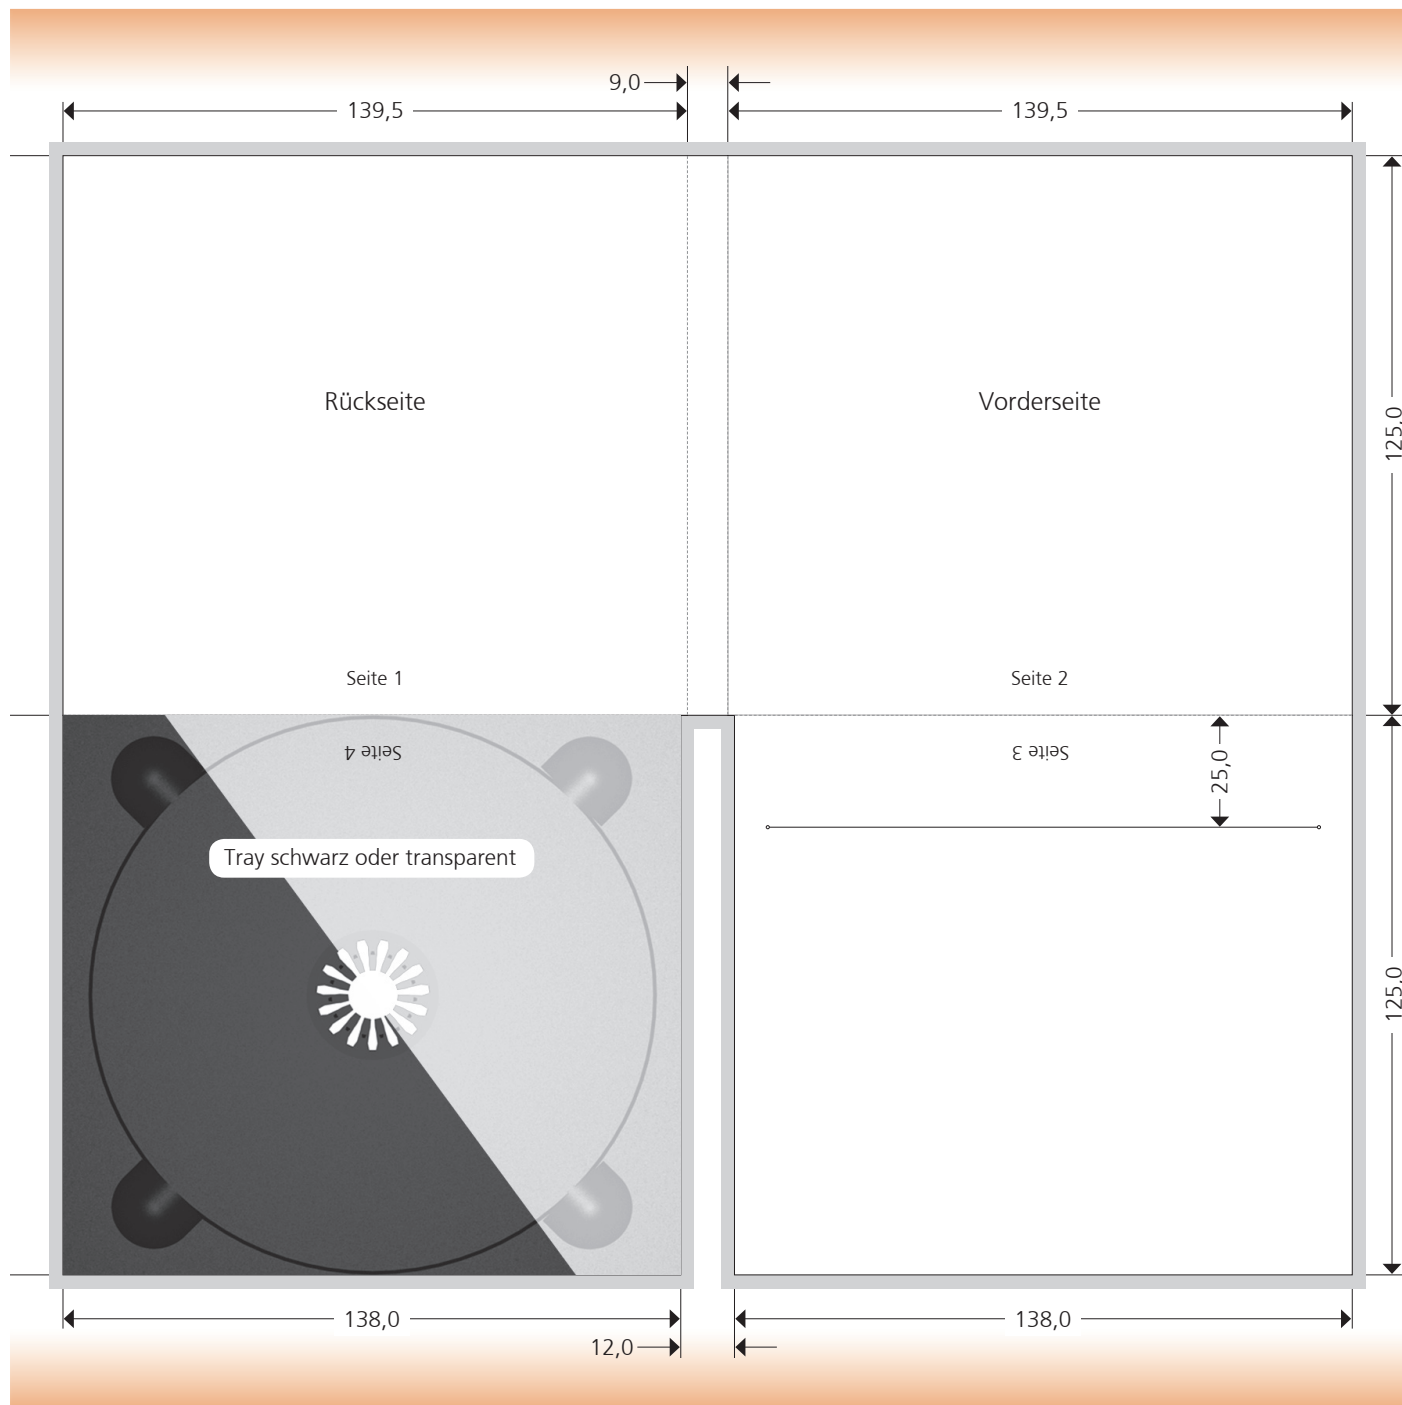 9,0
139,5
139,5
Rückseite
Vorderseite
125,0
Seite 1
Seite 2
Seite 4
Seite 3
25,0
Tray schwarz oder transparent
125,0
138,0
138,0
12,0